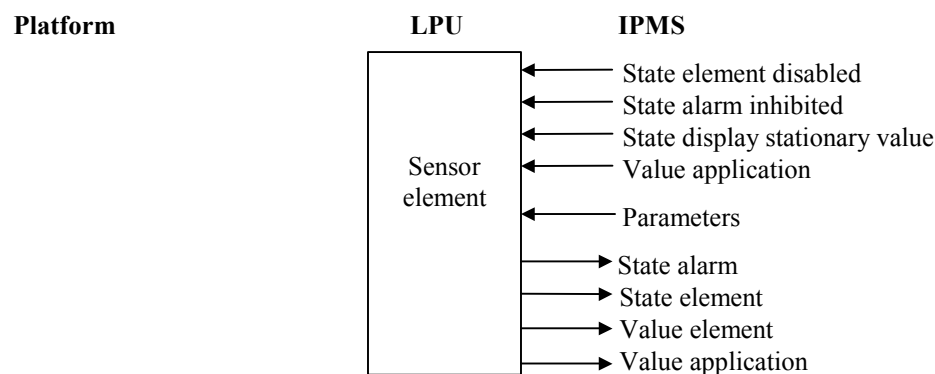 Platform LPU IPMS
State element disabled
State alarm inhibited
State display stationary value
Value application
Sensor
element
Parameters
State alarm
State element
Value element
Value application